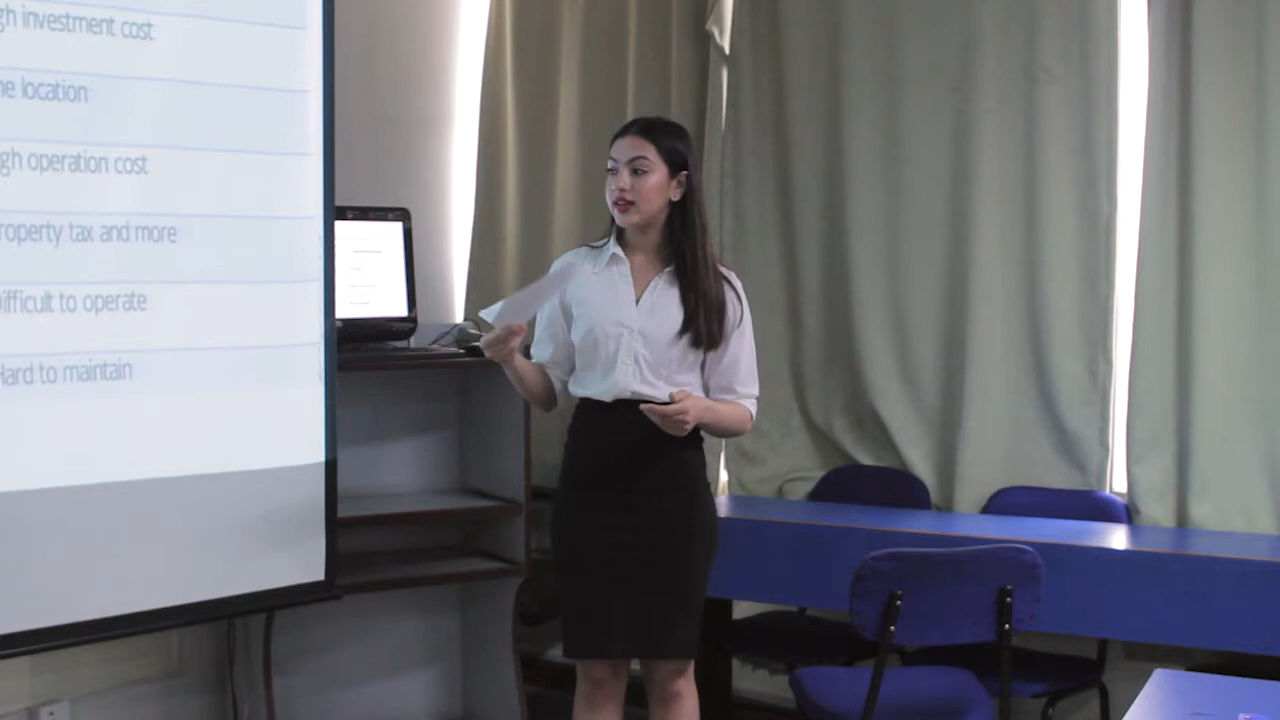 gh investment cost
ne location
gh operation cost
roperty tax and more
ifficult to operate
Hard to maintain